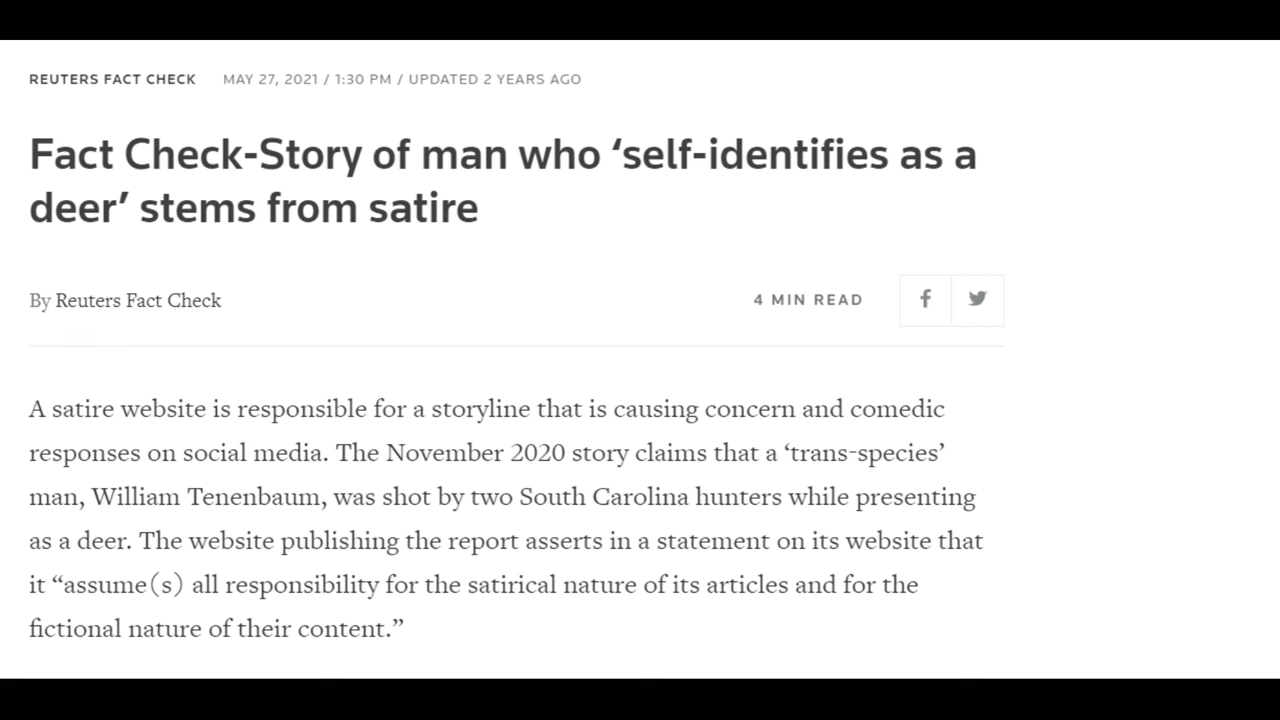 REUTERS FACT CHECK MAY 27, 2021 / 1:30 PM / UPDATED 2 YEARS AGO
Fact Check-Story of man who ‘self-identifies as a
deer’ stems from satire
By Reuters Fact Check 4 MIN READ
A satire website is responsible for a storyline that is causing concern and comedic
responses on social media. The November 2020 story claims that a ‘trans-species’
man, William Tenenbaum, was shot by two South Carolina hunters while presenting
as a deer. The website publishing the report asserts in a statement on its website that
it “assume(s) all responsibility for the satirical nature of its articles and for the
fictional nature of their content.”